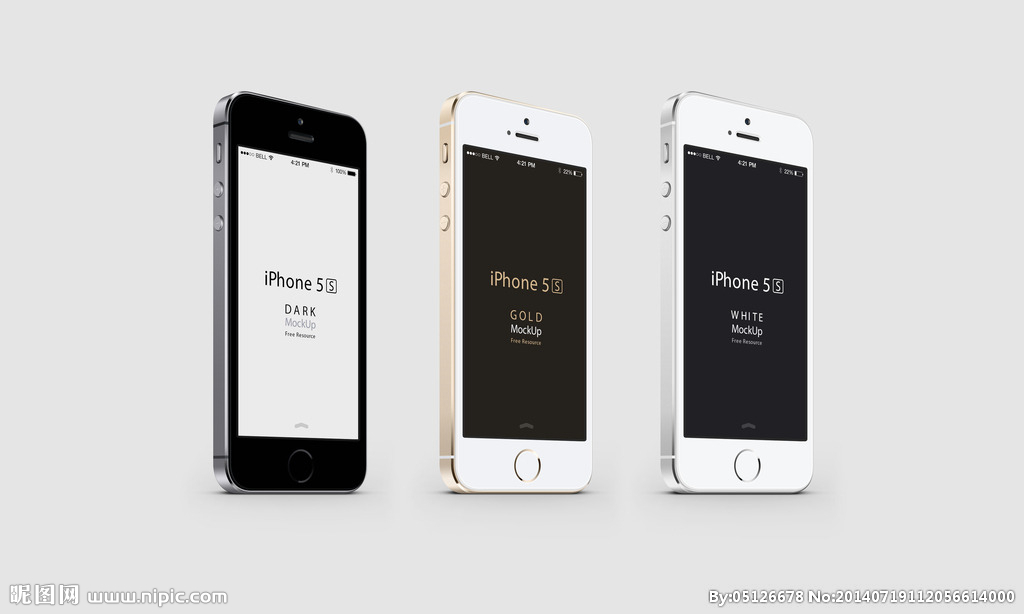 BELL 4:21 PM 100%
iPhone 5S
DARK
MockUp
Free Resource
BELL 4:21 PM 22%
iPhone 5S
GOLD
MockUp
Free Resource
BELL 4:21 PM 22%
iPhone 5S
WHITE
MockUp
Free Resource
昵图网 www.nipic.com
By:05126678 No:20140719112056614000